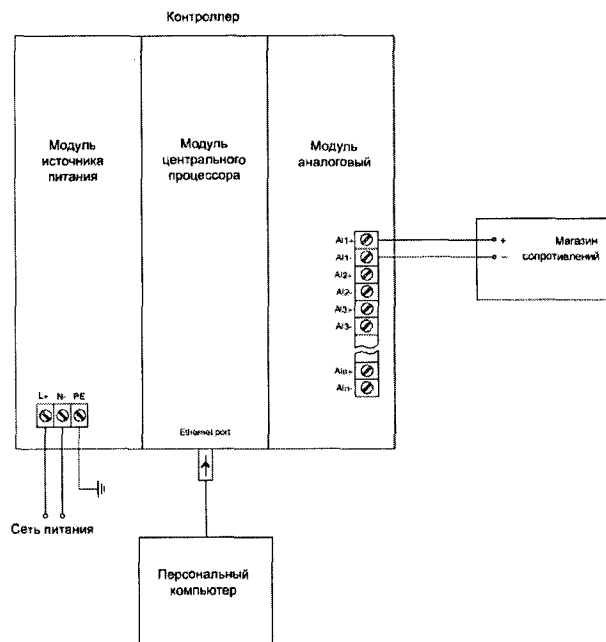 Контроллер
Модуль
источника
питания
Модуль
центрального
процессора
Модуль
аналоговый
AI1+
AI1-
AI2+
AI2-
AI3+
AI3-
AIn+
AIn-
+
Магазин
− сопротивлений
L+ N- PE
Ethernet port
Сеть питания
Персональный
компьютер